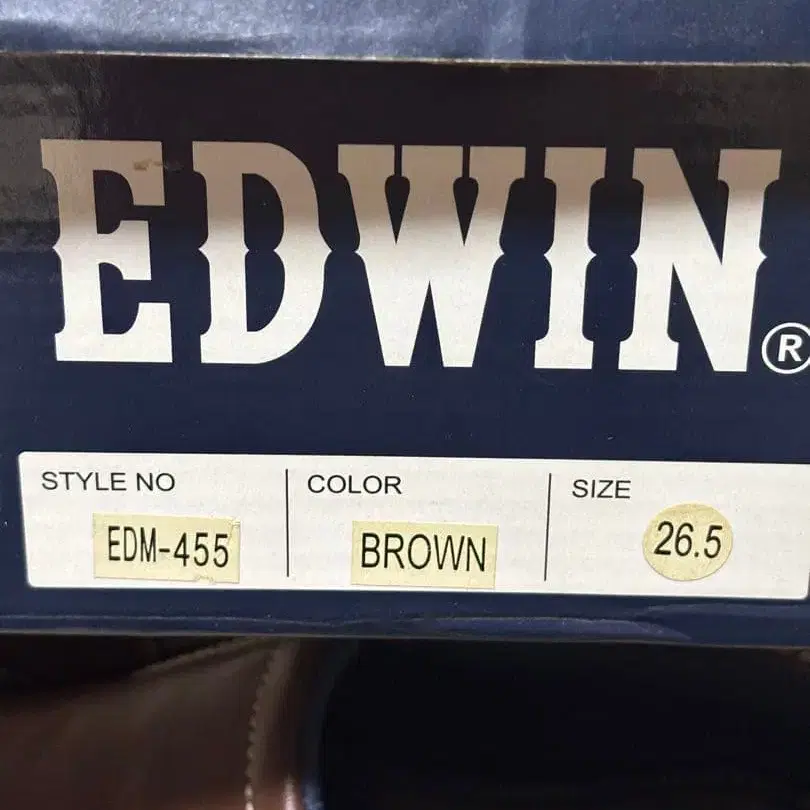 EDWIN®
STYLE NO COLOR SIZE
EDM-455 BROWN 26.5